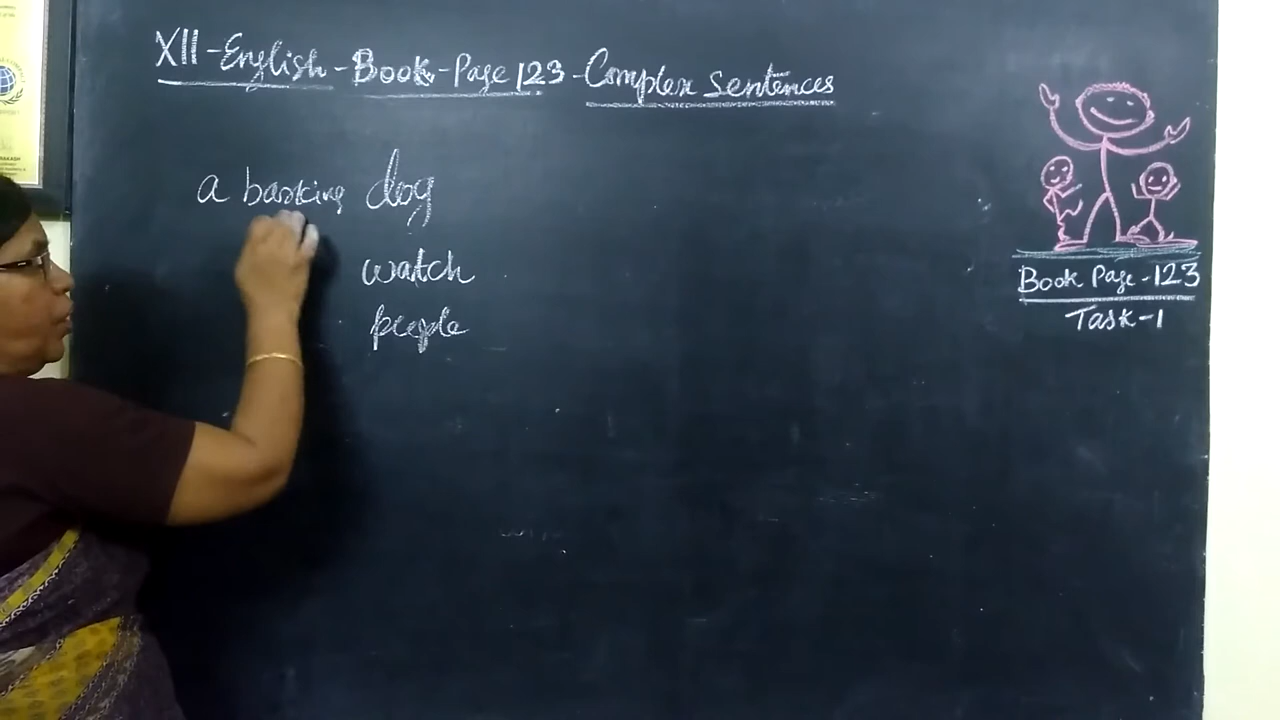 XII-English-Book-Page 123-Complex Sentences
a barking dog
watch
people
Book Page-123
Task-1